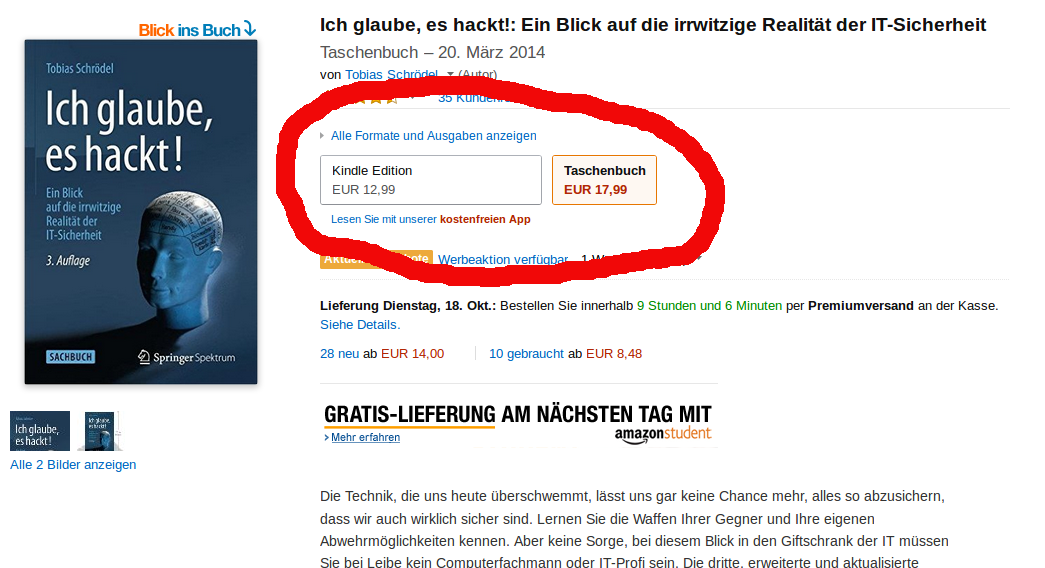 Blick ins Buch
Tobias Schrödel
Ich glaube,
es hackt!
Ein Blick
auf die irrwitzige
Realität der
IT-Sicherheit
3. Auflage
SACHBUCH
Springer Spektrum
Ich glaube,
es hackt!
Ich glaube,
es hackt!
Alle 2 Bilder anzeigen
Ich glaube, es hackt!: Ein Blick auf die irrwitzige Realität der IT-Sicherheit
Taschenbuch – 20. März 2014
von Tobias Schrödel (Autor)
35
Alle Formate und Ausgaben anzeigen
Kindle Edition
EUR 12,99
Taschenbuch
EUR 17,99
Lesen Sie mit unserer kostenfreien App
Werbeaktion verfügbar 1
Lieferung Dienstag, 18. Okt.: Bestellen Sie innerhalb 9 Stunden und 6 Minuten per Premiumversand an der Kasse.
Siehe Details.
28 neu ab EUR 14,00
10 gebraucht ab EUR 8,48
GRATIS-LIEFERUNG AM NÄCHSTEN TAG MIT
Mehr erfahren
amazonstudent
Die Technik, die uns heute überschwemmt, lässt uns gar keine Chance mehr, alles so abzusichern,
dass wir auch wirklich sicher sind. Lernen Sie die Waffen Ihrer Gegner und Ihre eigenen
Abwehrmöglichkeiten kennen. Aber keine Sorge, bei diesem Blick in den Giftschrank der IT müssen
Sie bei Leibe kein Computerfachmann oder IT-Profi sein. Die dritte, erweiterte und aktualisierte